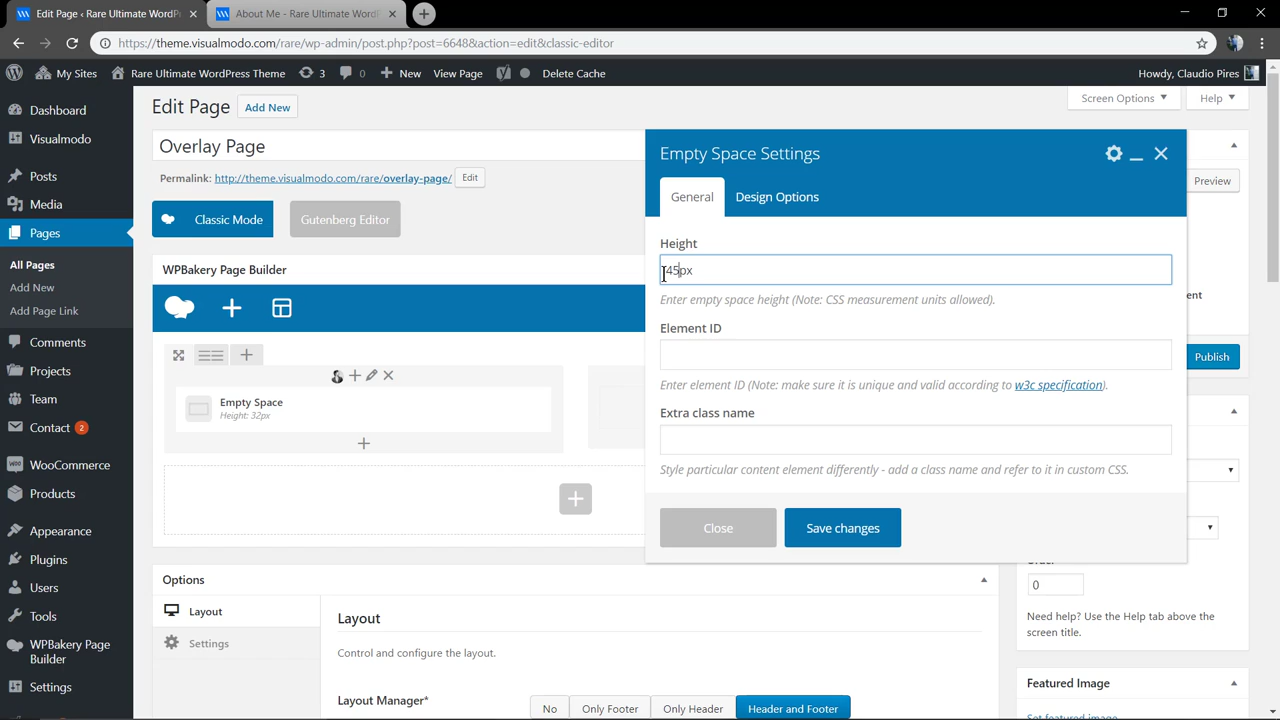 Edit Page ‹ Rare Ultimate WordPr
About Me - Rare Ultimate WordPr
https://theme.visualmodo.com/rare/wp-admin/post.php?post=6648&action=edit&classic-editor
My Sites
Rare Ultimate WordPress Theme
3
0
New
View Page
Delete Cache
Howdy, Claudio Pires
Dashboard
Visualmodo
Posts
Media
Pages
All Pages
Add New
Add Page Link
Comments
Projects
Team
Contact 2
WooCommerce
Products
Appearance
Plugins
Users
Tools
WPBakery Page
Builder
Settings
Edit Page
Add New
Screen Options
Help
Overlay Page
Permalink: http://theme.visualmodo.com/rare/overlay-page/
Edit
Classic Mode
Gutenberg Editor
WPBakery Page Builder
Empty Space
Height: 32px
Options
Layout
Settings
Layout
Control and configure the layout.
Layout Manager*
No
Only Footer
Only Header
Header and Footer
Empty Space Settings
General
Design Options
Height
45px
Enter empty space height (Note: CSS measurement units allowed).
Element ID
Enter element ID (Note: make sure it is unique and valid according to w3c specification).
Extra class name
Style particular content element differently - add a class name and refer to it in custom CSS.
Close
Save changes
Preview
Publish
0
Need help? Use the Help tab above the
screen title.
Featured Image
Set featured image